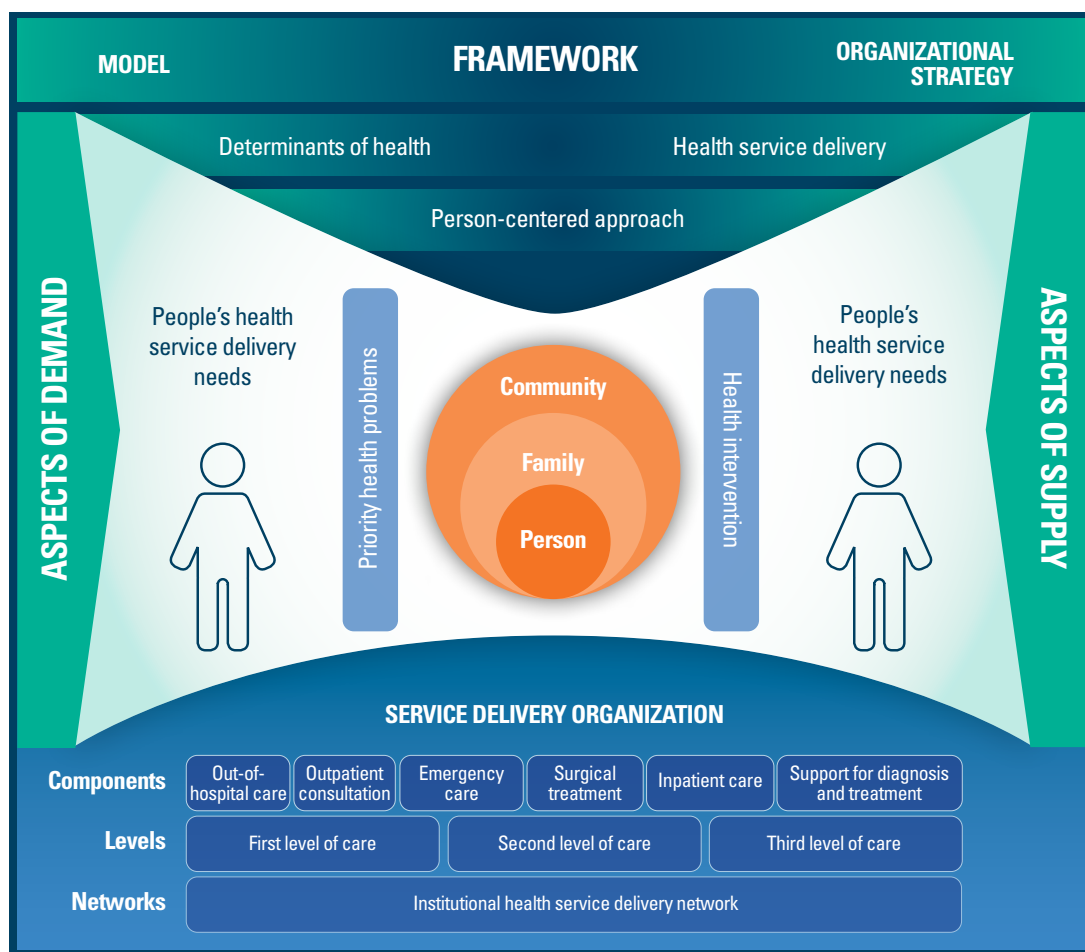 MODEL
FRAMEWORK
ORGANIZATIONAL
STRATEGY
Determinants of health
Health service delivery
Person-centered approach
ASPECTS OF DEMAND
People’s health
service delivery
needs
Priority health problems
Community
Family
Person
Health intervention
People’s
health service
delivery needs
ASPECTS OF SUPPLY
SERVICE DELIVERY ORGANIZATION
Components
Out-of-
hospital care
Outpatient
consultation
Emergency
care
Surgical
treatment
Inpatient care
Support for diagnosis
and treatment
Levels
First level of care
Second level of care
Third level of care
Networks
Institutional health service delivery network